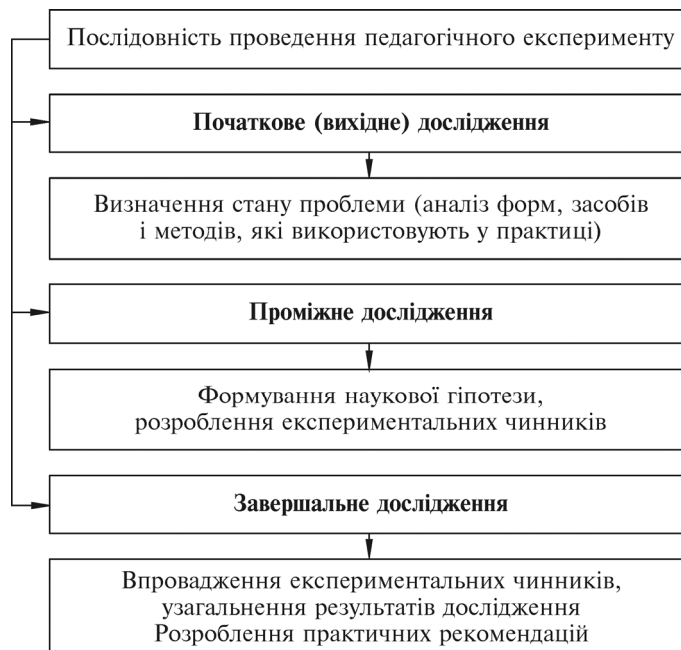 Послідовність проведення педагогічного експерименту
Початкове (вихідне) дослідження
Визначення стану проблеми (аналіз форм, засобів
і методів, які використовують у практиці)
Проміжне дослідження
Формування наукової гіпотези,
розроблення експериментальних чинників
Завершальне дослідження
Впровадження експериментальних чинників,
узагальнення результатів дослідження
Розроблення практичних рекомендацій